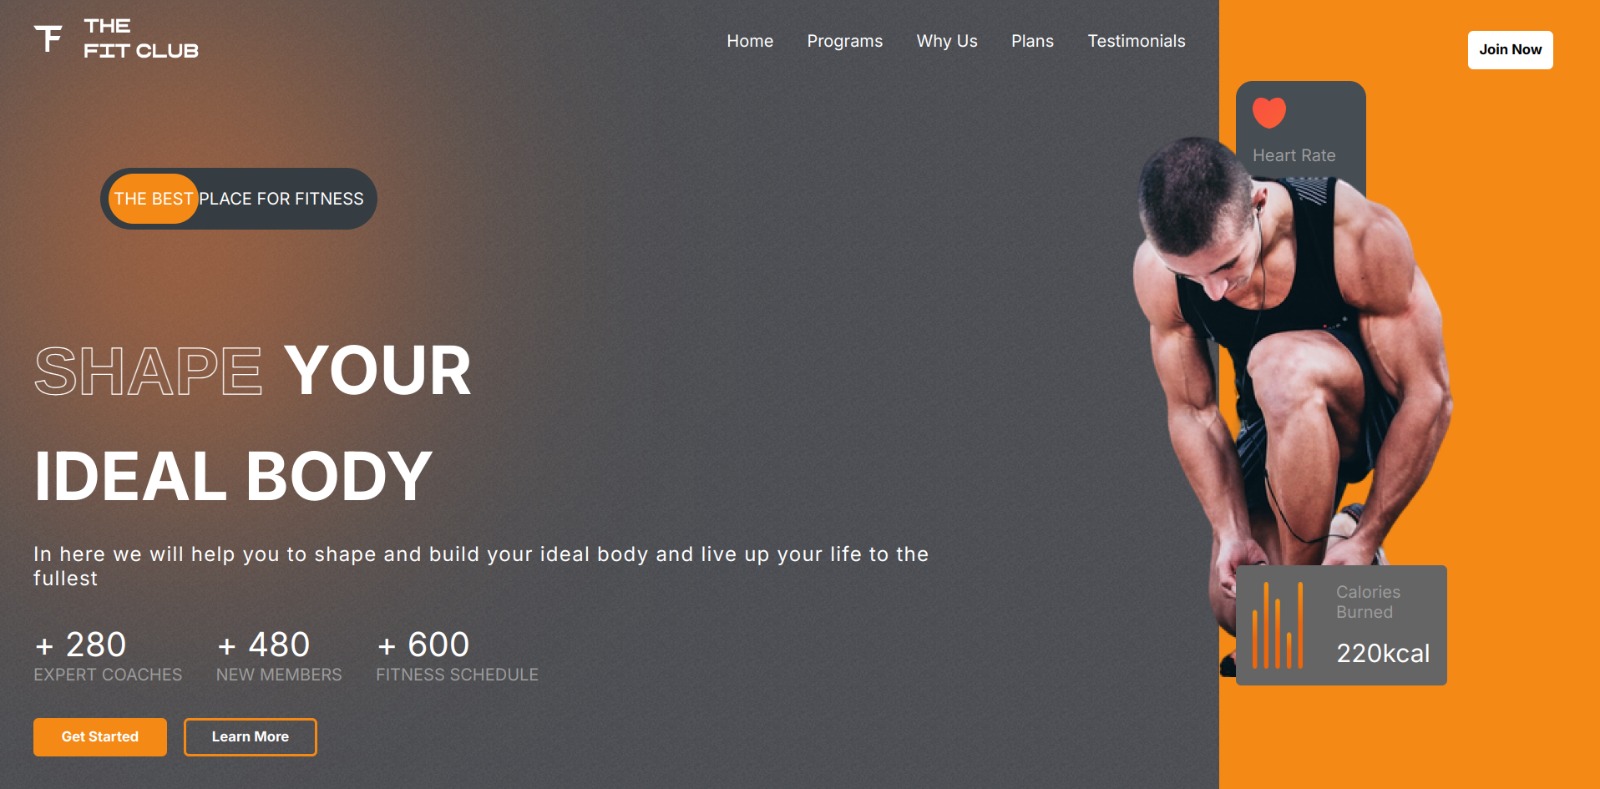 THE
FIT CLUB
Home Programs Why Us Plans Testimonials
Join Now
Heart Rate
THE BEST PLACE FOR FITNESS
SHAPE YOUR
IDEAL BODY
In here we will help you to shape and build your ideal body and live up your life to the
fullest
+ 280
EXPERT COACHES
+ 480
NEW MEMBERS
+ 600
FITNESS SCHEDULE
Calories
Burned
220kcal
Get Started
Learn More